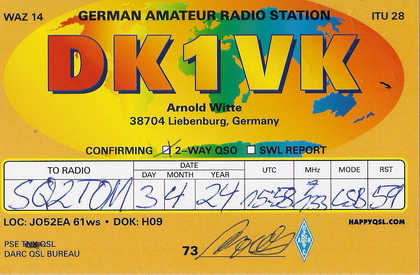 WAZ 14 GERMAN AMATEUR RADIO STATION ITU 28
DK1VK
Arnold Witte
38704 Liebenburg, Germany
CONFIRMING 2-WAY QSO SWL REPORT
TO RADIO DATE UTC MHz MODE RST
DAY MONTH YEAR
SQ2TOM 3 4 24 LSB 59
LOC: JO52EA 61ws • DOK: H09 HAPPYQSL.COM
PSE QSL
DARC QSL BUREAU 73